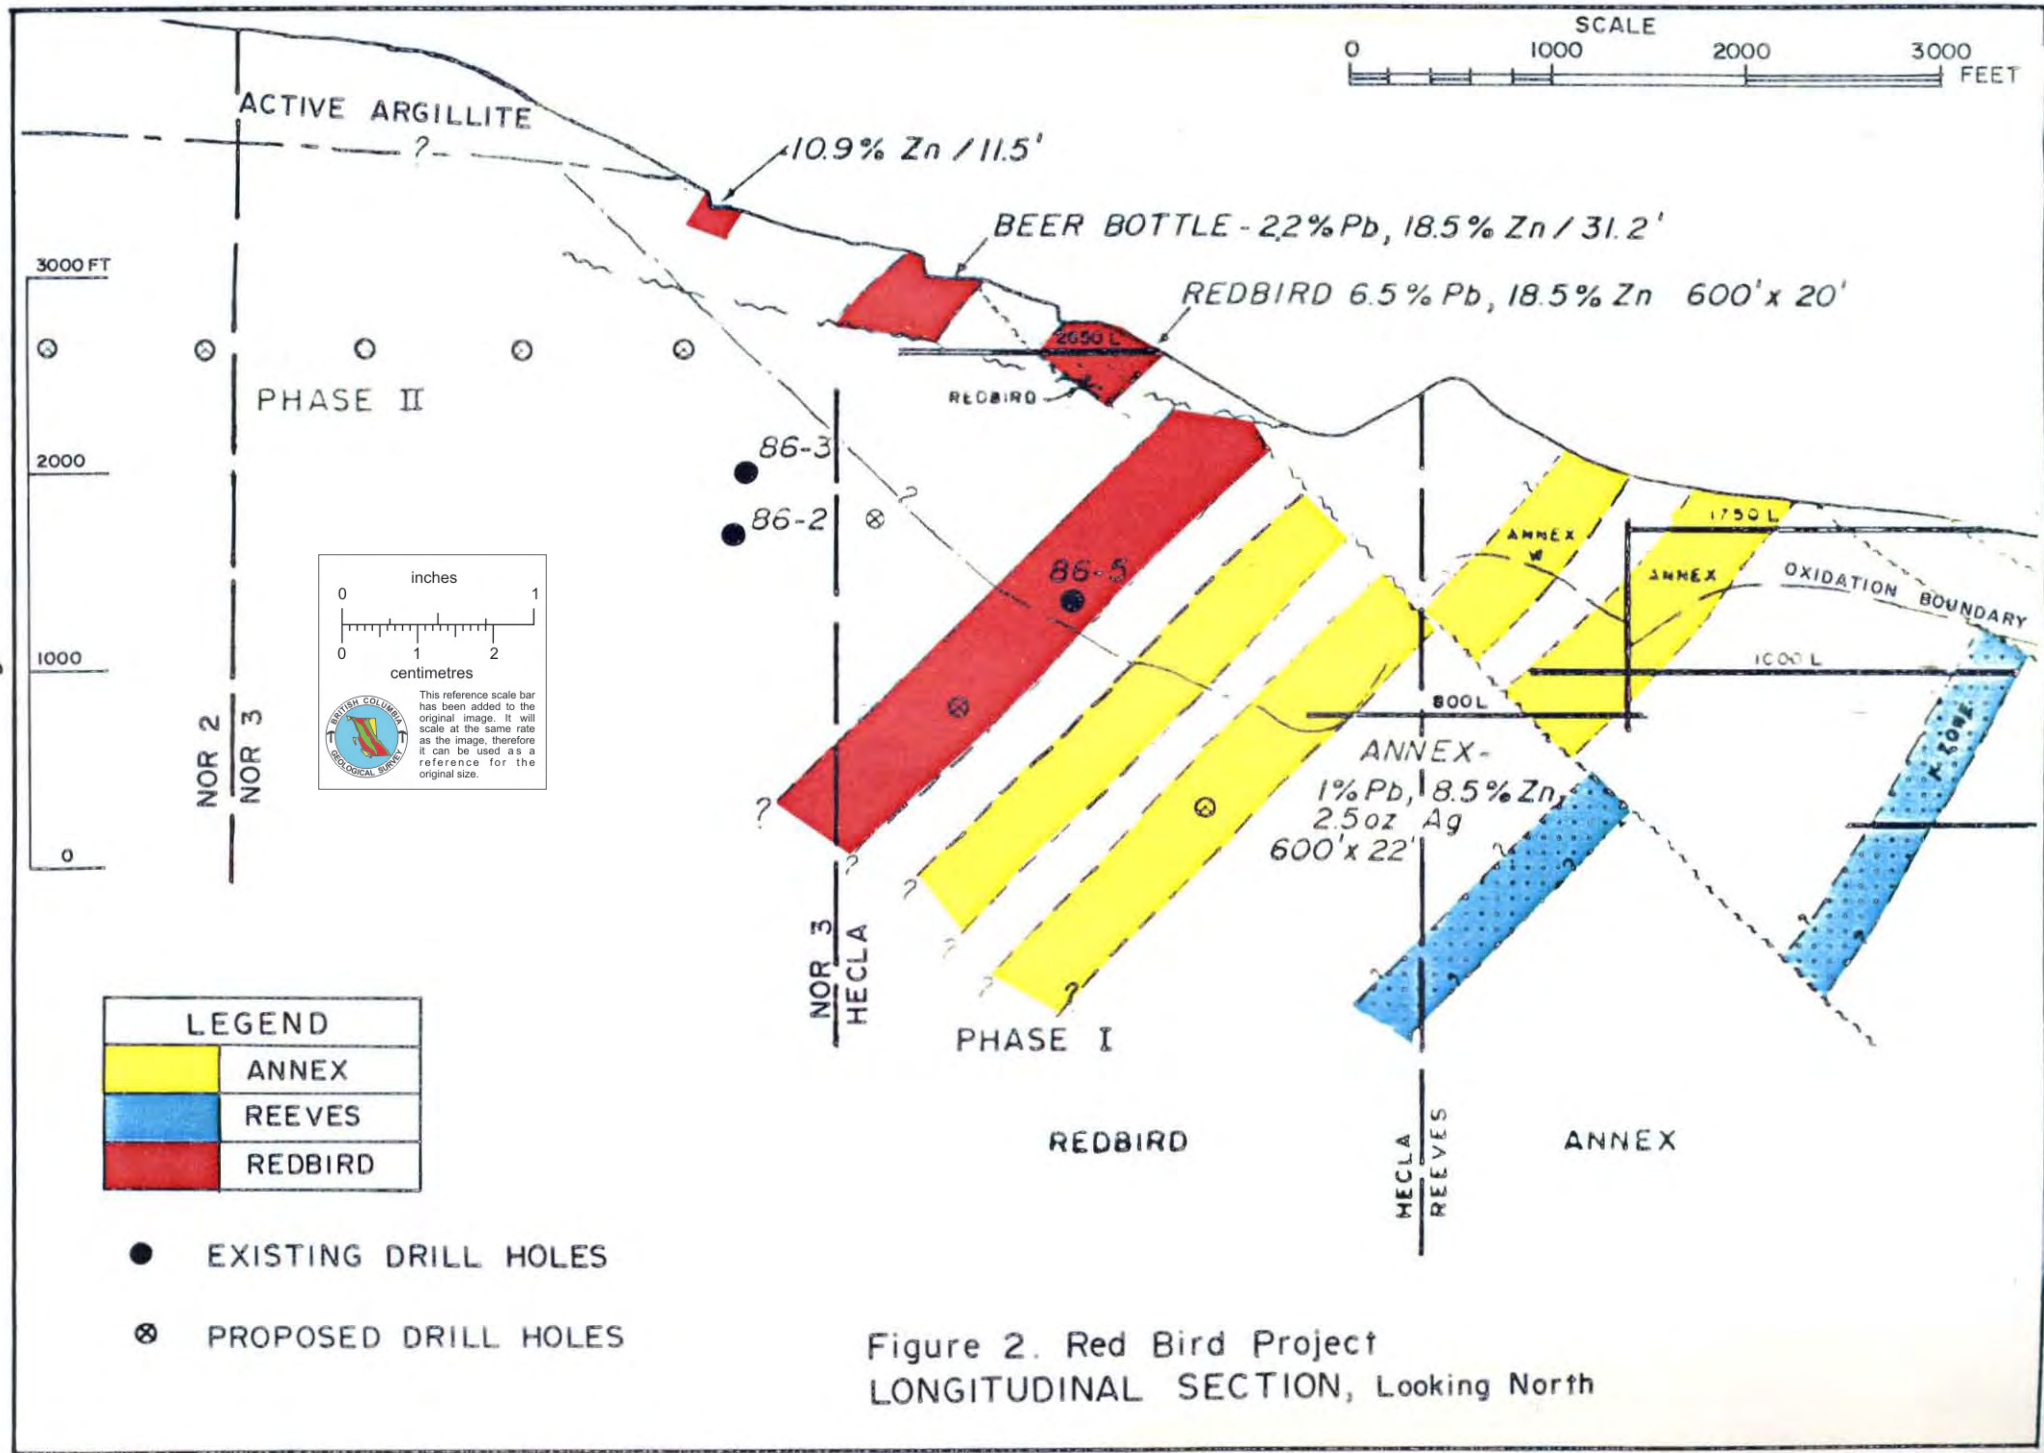 SCALE
0 1000 2000 3000
FEET
ACTIVE ARGILLITE
?
10.9% Zn / 11.5'
BEER BOTTLE - 2.2% Pb, 18.5% Zn / 31.2'
REDBIRD 6.5% Pb, 18.5% Zn 600' x 20'
3000 FT
2000
1000
0
PHASE II
2650 L
REDBIRD
86-3
86-2
?
86-5
ANNEX
W
ANNEX
1750 L
OXIDATION BOUNDARY
1000 L
800 L
K ZONE
inches
0 1
0 1 2
centimetres
BRITISH COLUMBIA
GEOLOGICAL SURVEY
This reference scale bar
has been added to the
original image. It will
scale at the same rate
as the image, therefore
it can be used as a
reference for the
original size.
NOR 2
NOR 3
ANNEX-
1% Pb, 8.5% Zn,
2.5 oz Ag
600' x 22'
?
?
?
?
?
?
NOR 3
HECLA
PHASE I
LEGEND
ANNEX
REEVES
REDBIRD
REDBIRD
HECLA
REEVES
ANNEX
EXISTING DRILL HOLES
PROPOSED DRILL HOLES
Figure 2. Red Bird Project
LONGITUDINAL SECTION, Looking North